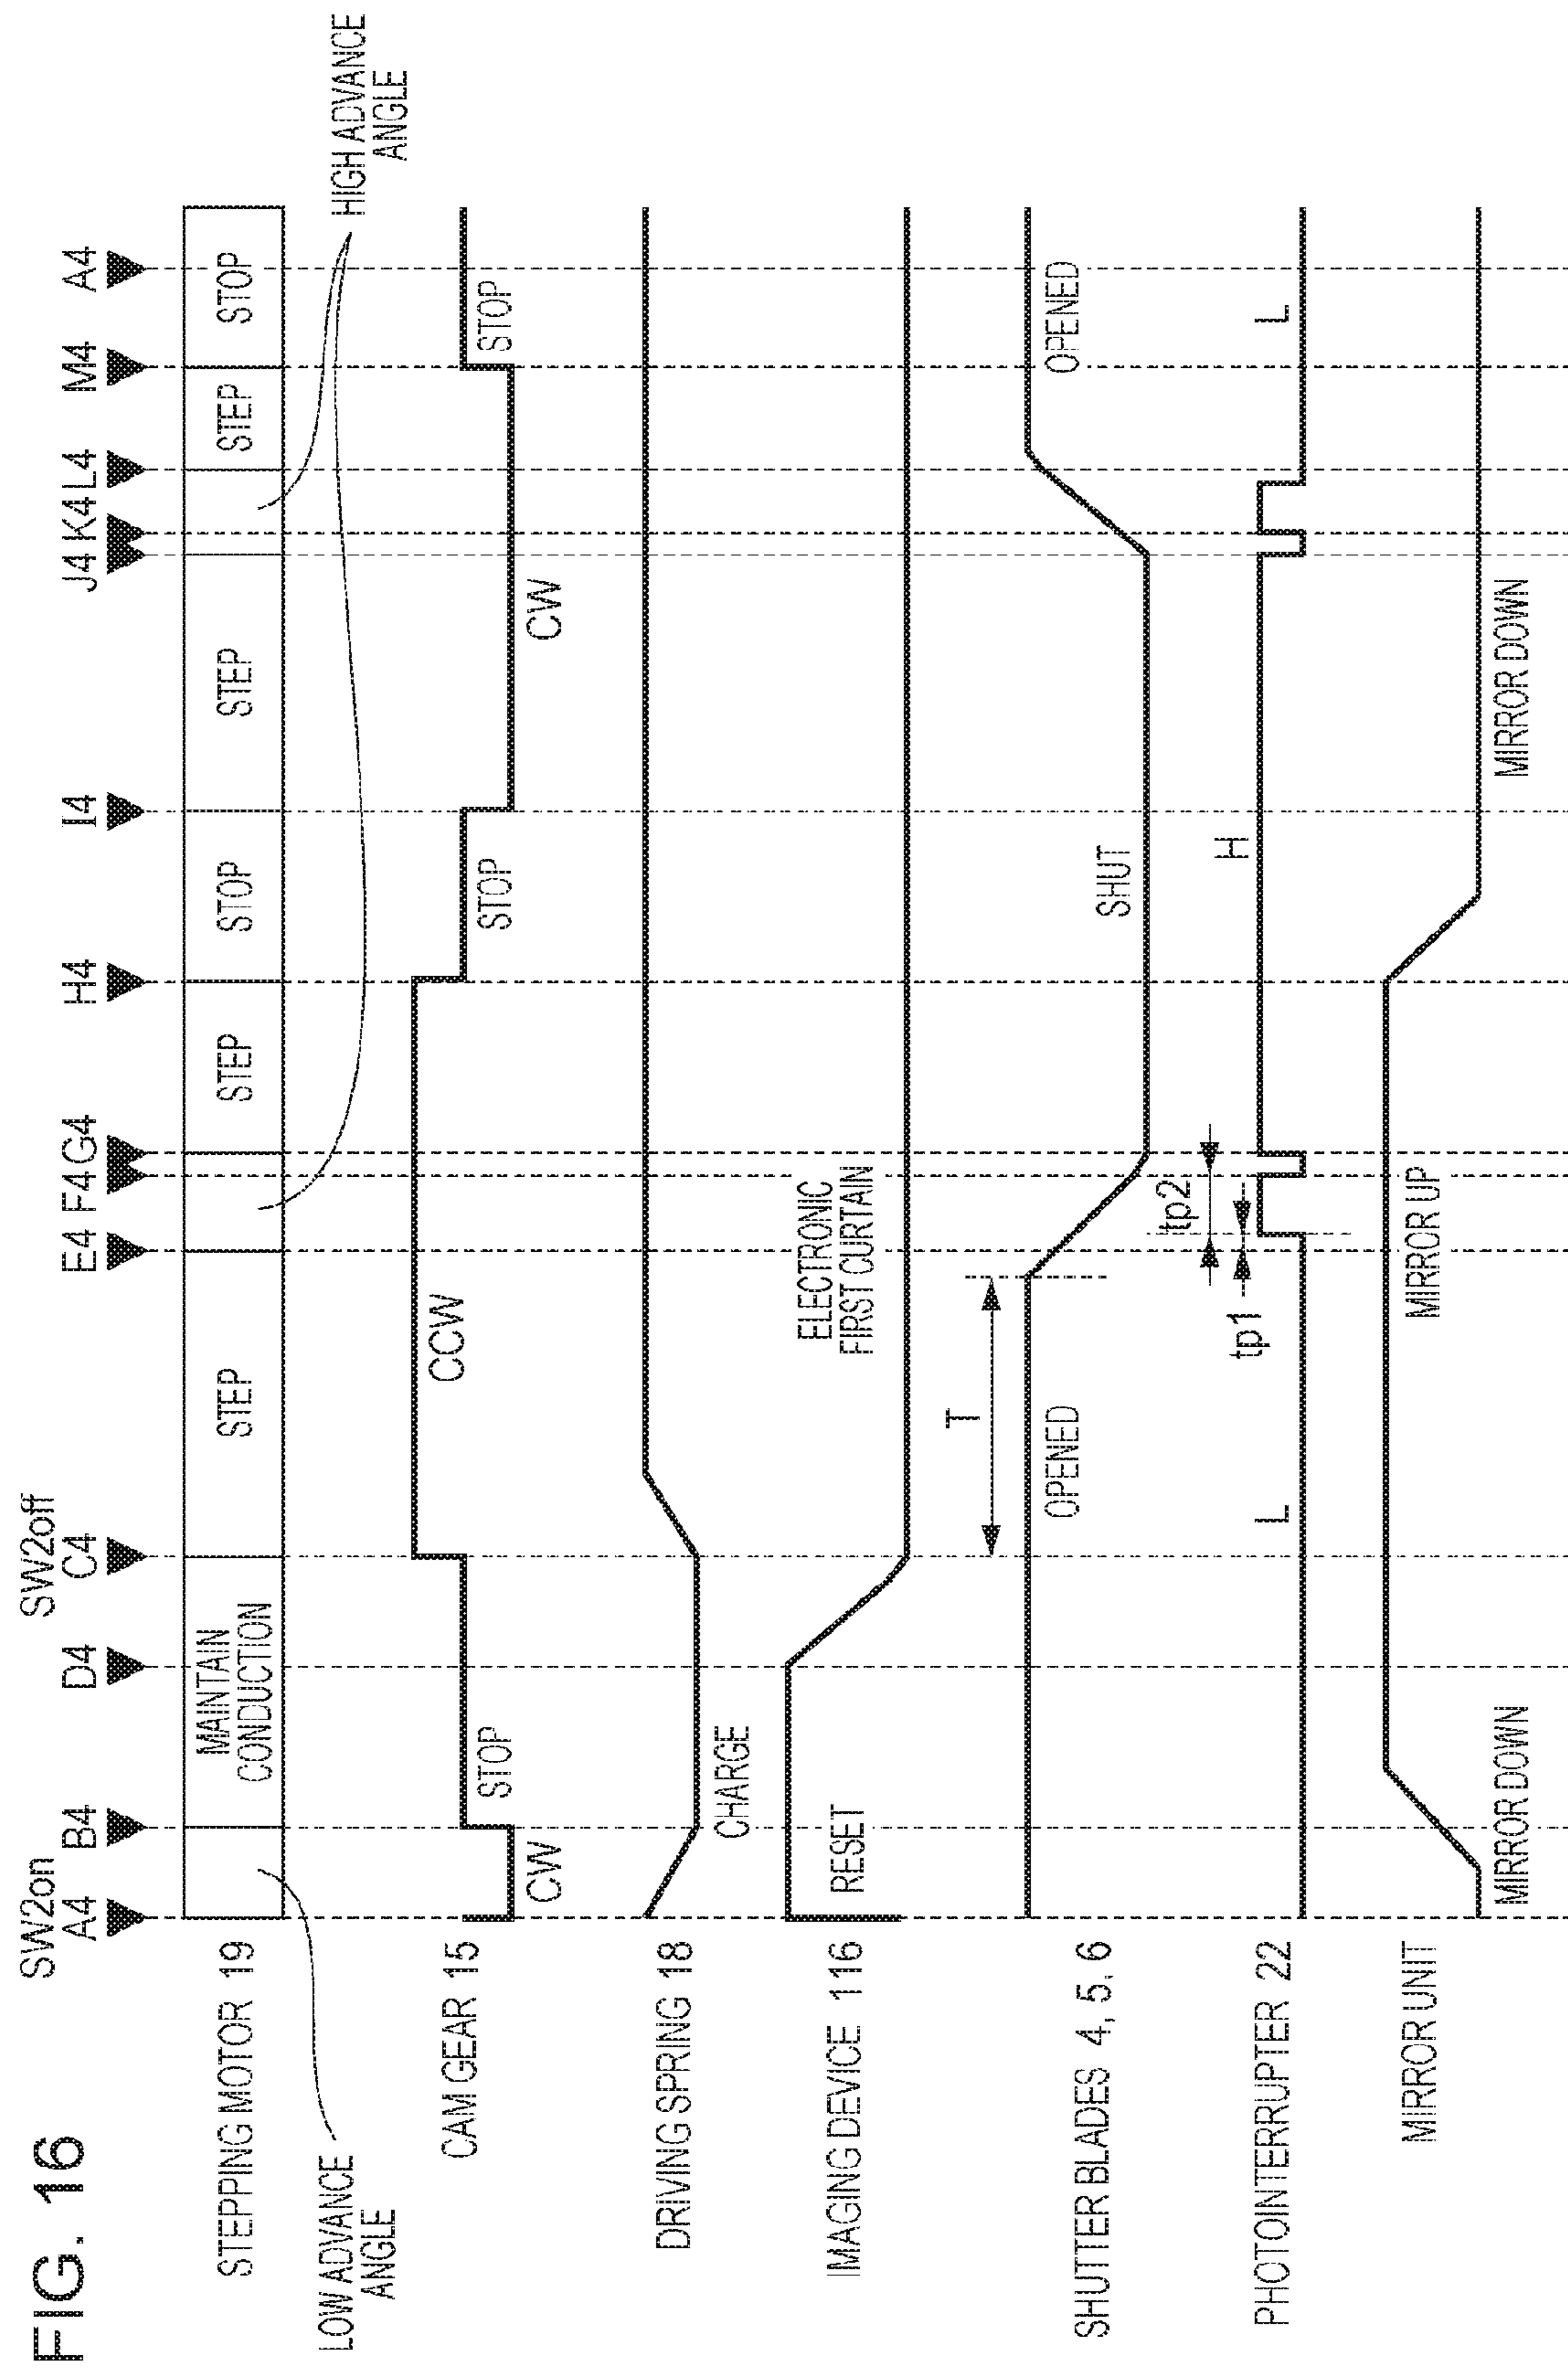 FIG. 16
SW2on
SW2off
A4
B4
D4
C4
E4
F4
G4
H4
I4
J4
K4
L4
M4
A4
STEPPING MOTOR 19
MAINTAIN
CONDUCTION
STEP
STEP
STOP
STEP
STEP
STOP
LOW ADVANCE
ANGLE
HIGH ADVANCE
ANGLE
CAM GEAR 15
CW
STOP
CCW
STOP
CW
STOP
DRIVING SPRING 18
CHARGE
IMAGING DEVICE 116
RESET
ELECTRONIC
FIRST CURTAIN
SHUTTER BLADES 4, 5, 6
T
OPENED
SHUT
OPENED
PHOTOINTERRUPTER 22
L
tp1
tp2
H
L
MIRROR UNIT
MIRROR DOWN
MIRROR UP
MIRROR DOWN